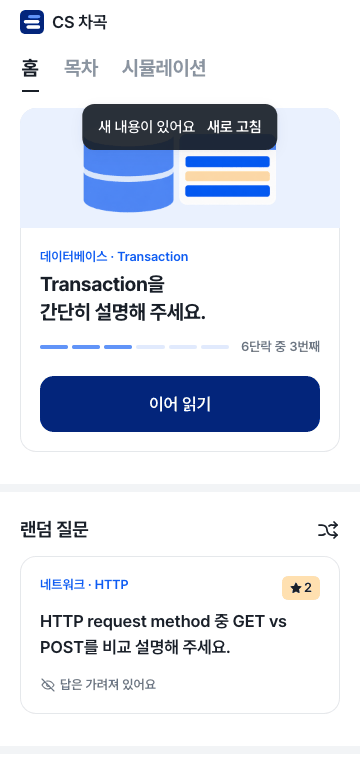 CS 차곡
홈 목차 시뮬레이션
새 내용이 있어요 새로 고침
데이터베이스 · Transaction
Transaction을
간단히 설명해 주세요.
6단락 중 3번째
이어 읽기
랜덤 질문
네트워크 · HTTP
2
HTTP request method 중 GET vs
POST를 비교 설명해 주세요.
답은 가려져 있어요